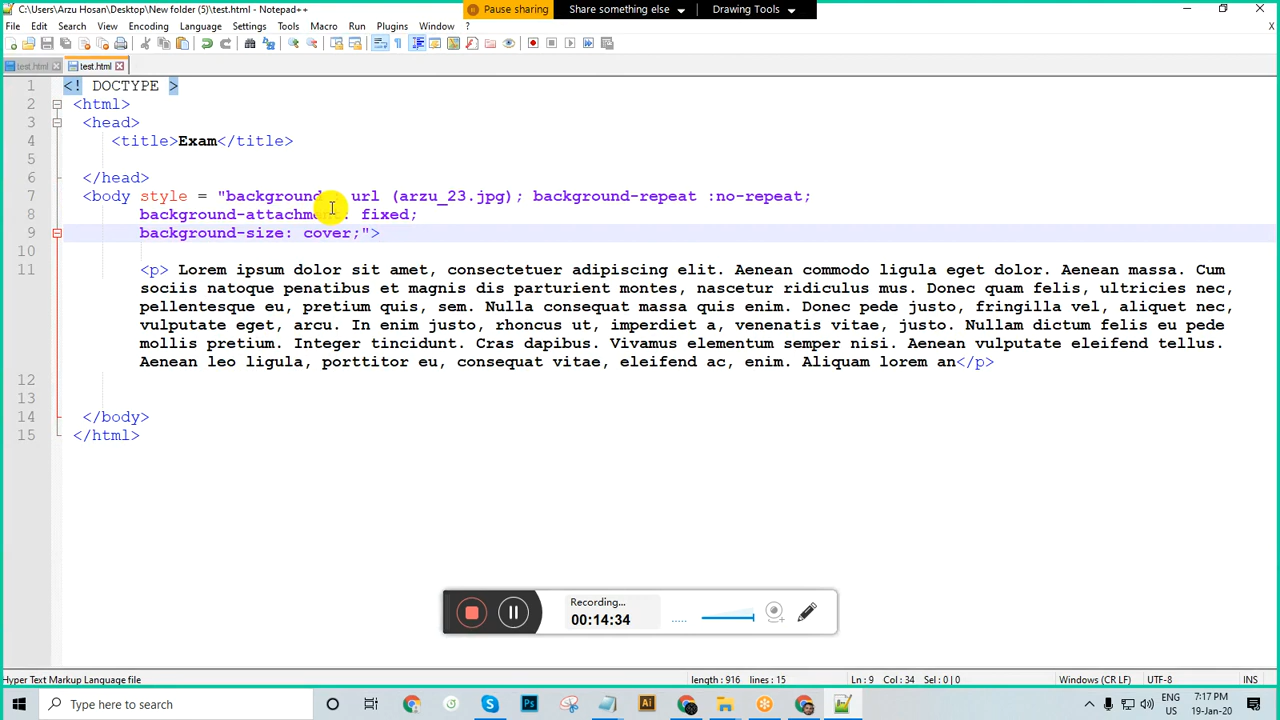 C:\Users\Arzu Hosan\Desktop\New folder (5)\test.html - Notepad++
Pause sharing
Share something else
Drawing Tools
File Edit Search View Encoding Language Settings Tools Macro Run Plugins Window ?
X
test.html
test.html
1 <! DOCTYPE >
2 <html>
3 <head>
4 <title>Exam</title>
5
6 </head>
7 <body style = "background url (arzu_23.jpg); background-repeat :no-repeat;
8 background-attachment: fixed;
9 background-size: cover;">
10
11 <p> Lorem ipsum dolor sit amet, consectetuer adipiscing elit. Aenean commodo ligula eget dolor. Aenean massa. Cum
sociis natoque penatibus et magnis dis parturient montes, nascetur ridiculus mus. Donec quam felis, ultricies nec,
pellentesque eu, pretium quis, sem. Nulla consequat massa quis enim. Donec pede justo, fringilla vel, aliquet nec,
vulputate eget, arcu. In enim justo, rhoncus ut, imperdiet a, venenatis vitae, justo. Nullam dictum felis eu pede
mollis pretium. Integer tincidunt. Cras dapibus. Vivamus elementum semper nisi. Aenean vulputate eleifend tellus.
Aenean leo ligula, porttitor eu, consequat vitae, eleifend ac, enim. Aliquam lorem an</p>
12
13
14 </body>
15 </html>
Recording...
00:14:34
Hyper Text Markup Language file
length : 916 lines : 15
Ln : 9 Col : 34 Sel : 0 | 0
Windows (CR LF)
UTF-8
INS
Type here to search
Ps
Ai
ENG
US
7:17 PM
19-Jan-20